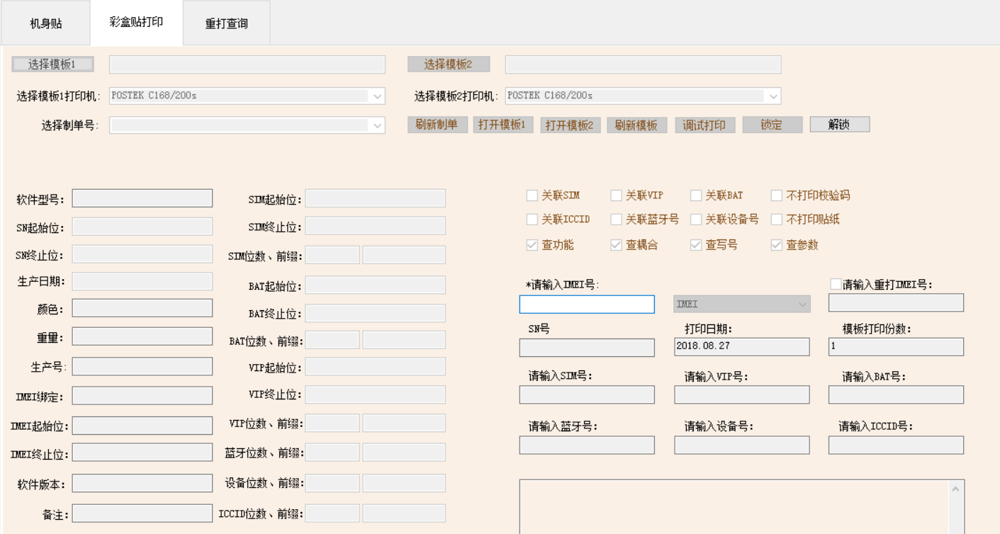 机身贴 彩盒贴打印 重打查询
选择模板1 选择模板2
选择模板1打印机: POSTEK C168/200s 选择模板2打印机: POSTEK C168/200s
选择制单号: 刷新制单 打开模板1 打开模板2 刷新模板 调试打印 锁定 解锁
软件型号: SIM起始位: 关联SIM 关联VIP 关联BAT 不打印校验码
SN起始位: SIM终止位: 关联ICCID 关联蓝牙号 关联设备号 不打印贴纸
SN终止位: SIM位数、前缀: 查功能 查耦合 查写号 查参数
生产日期: BAT起始位: *请输入IMEI号: 请输入重打IMEI号:
颜色: BAT终止位: IMEI
重量: BAT位数、前缀: SN号 打印日期: 模板打印份数:
2018.08.27 1
生产号: VIP起始位: 请输入SIM号: 请输入VIP号: 请输入BAT号:
IMEI绑定: VIP终止位:
IMEI起始位: VIP位数、前缀: 请输入蓝牙号: 请输入设备号: 请输入ICCID号:
IMEI终止位: 蓝牙位数、前缀:
软件版本: 设备位数、前缀:
备注: ICCID位数、前缀: